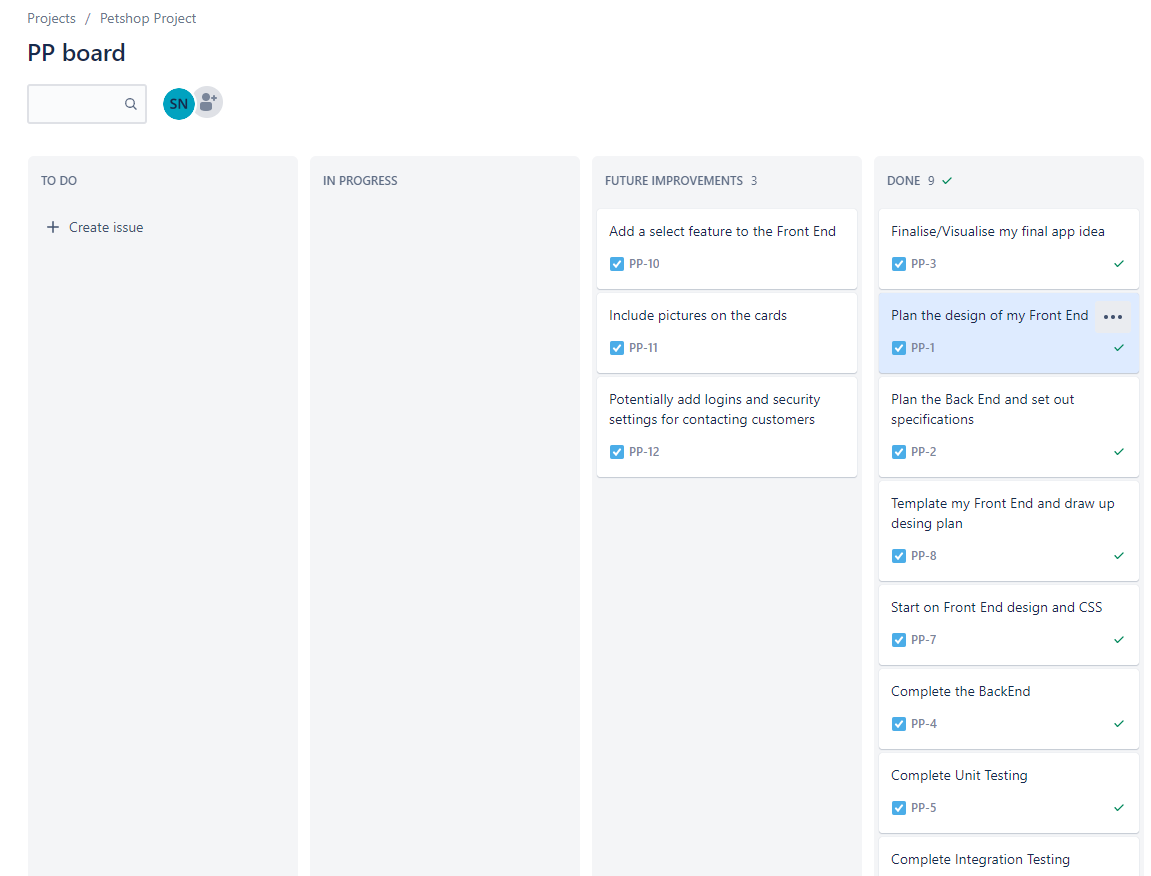 Projects / Petshop Project
PP board
SN
TO DO
Create issue
IN PROGRESS
FUTURE IMPROVEMENTS 3
Add a select feature to the Front End
PP-10
Include pictures on the cards
PP-11
Potentially add logins and security
settings for contacting customers
PP-12
DONE 9
Finalise/Visualise my final app idea
PP-3
Plan the design of my Front End
PP-1
Plan the Back End and set out
specifications
PP-2
Template my Front End and draw up
desing plan
PP-8
Start on Front End design and CSS
PP-7
Complete the BackEnd
PP-4
Complete Unit Testing
PP-5
Complete Integration Testing